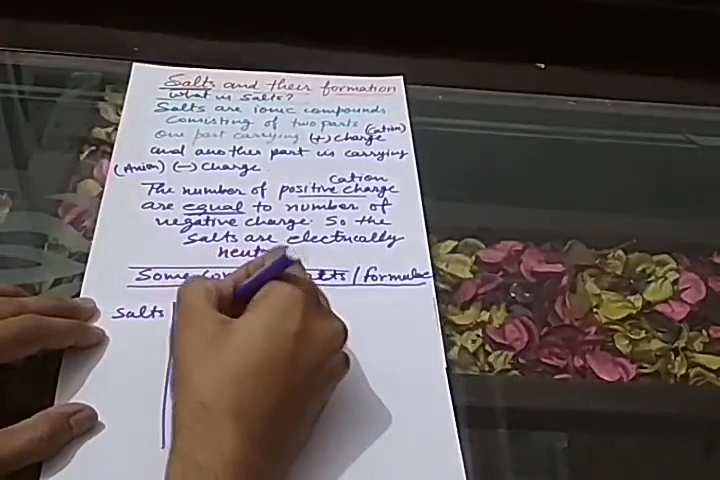 Salts and their formation
what is salts?
Salts are ionic compounds
Consisting of two parts
one part carrying (+) charge (Cation)
and another part is carrying
(Anion) (-) charge.
Cation
The number of positive charge
are equal to number of
negative charge. So the
salts are electrically
Some / formulae
Salts